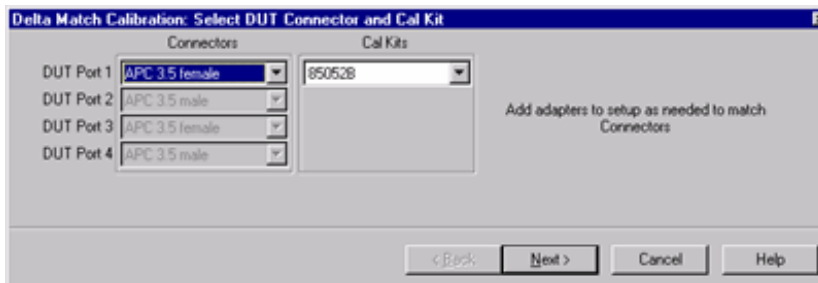 Delta Match Calibration: Select DUT Connector and Cal Kit
Connectors
Cal Kits
DUT Port 1 APC 3.5 female
85052B
DUT Port 2 APC 3.5 male
DUT Port 3 APC 3.5 female
DUT Port 4 APC 3.5 male
Add adapters to setup as needed to match
Connectors
< Back
Next >
Cancel
Help